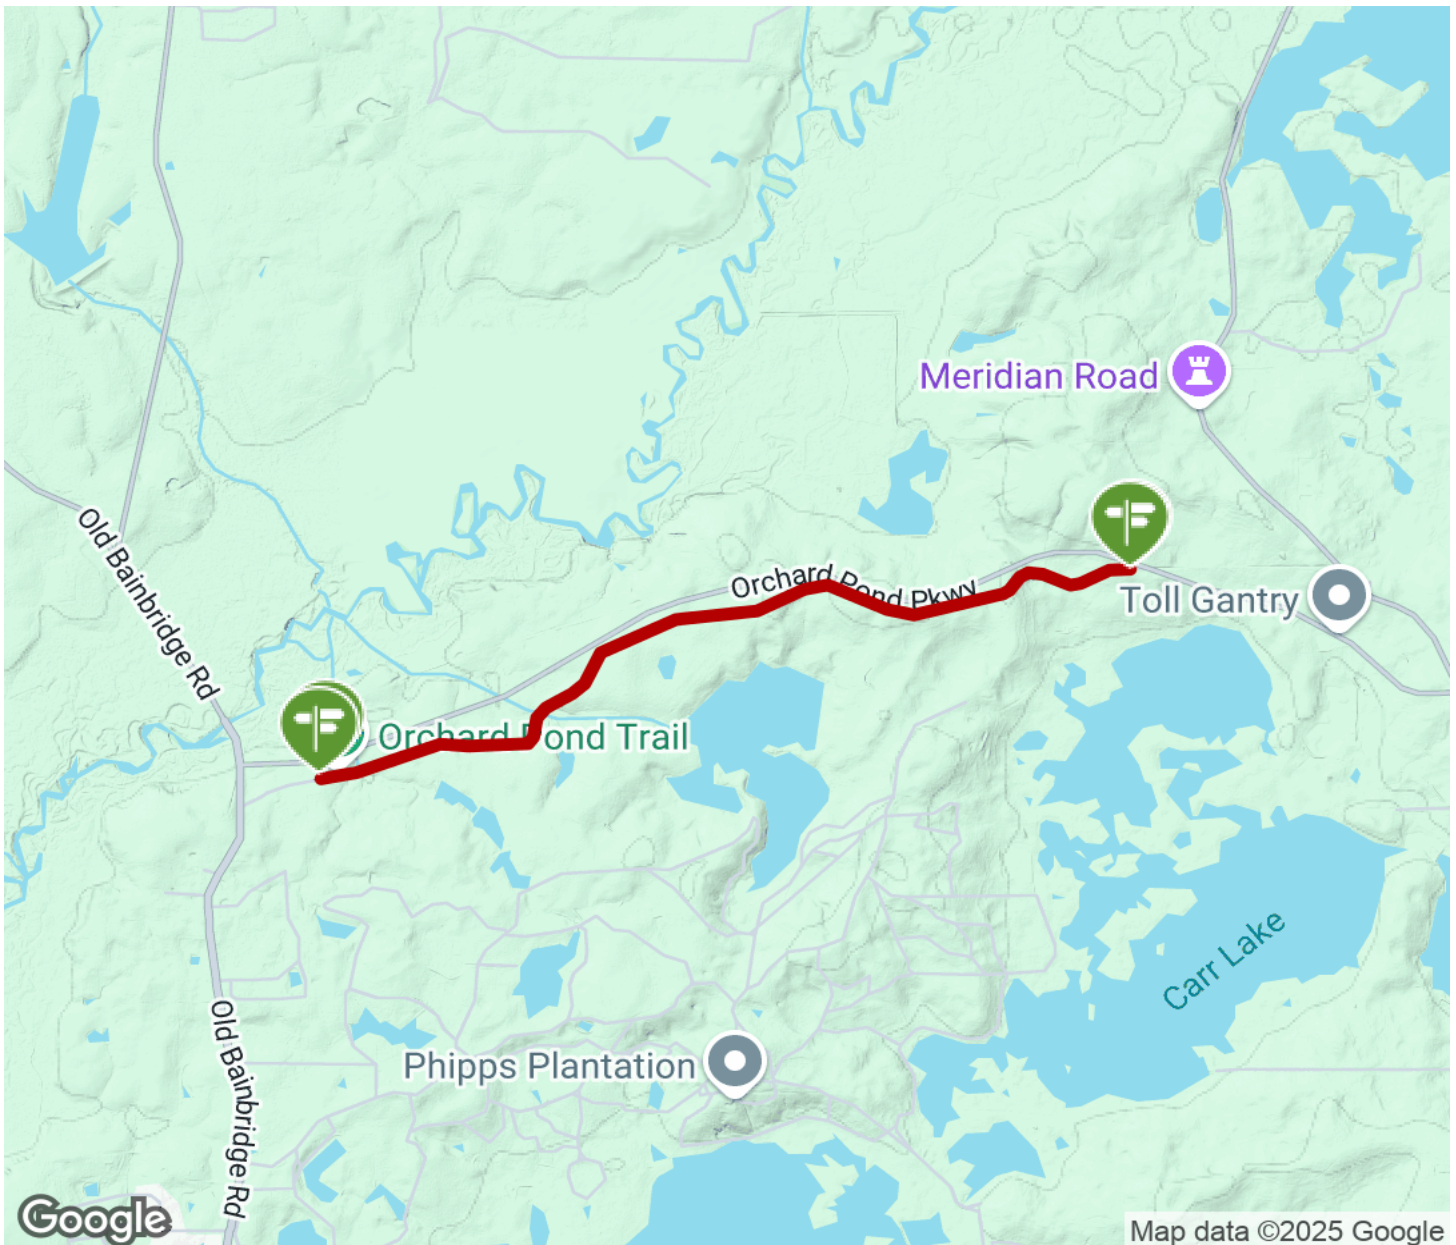 Meridian Road
Old Bainbridge Rd
Orchard Pond Pkwy
Toll Gantry
Orchard Pond Trail
Carr Lake
Old Bainbridge Rd
Phipps Plantation
Google
Map data ©2025 Google